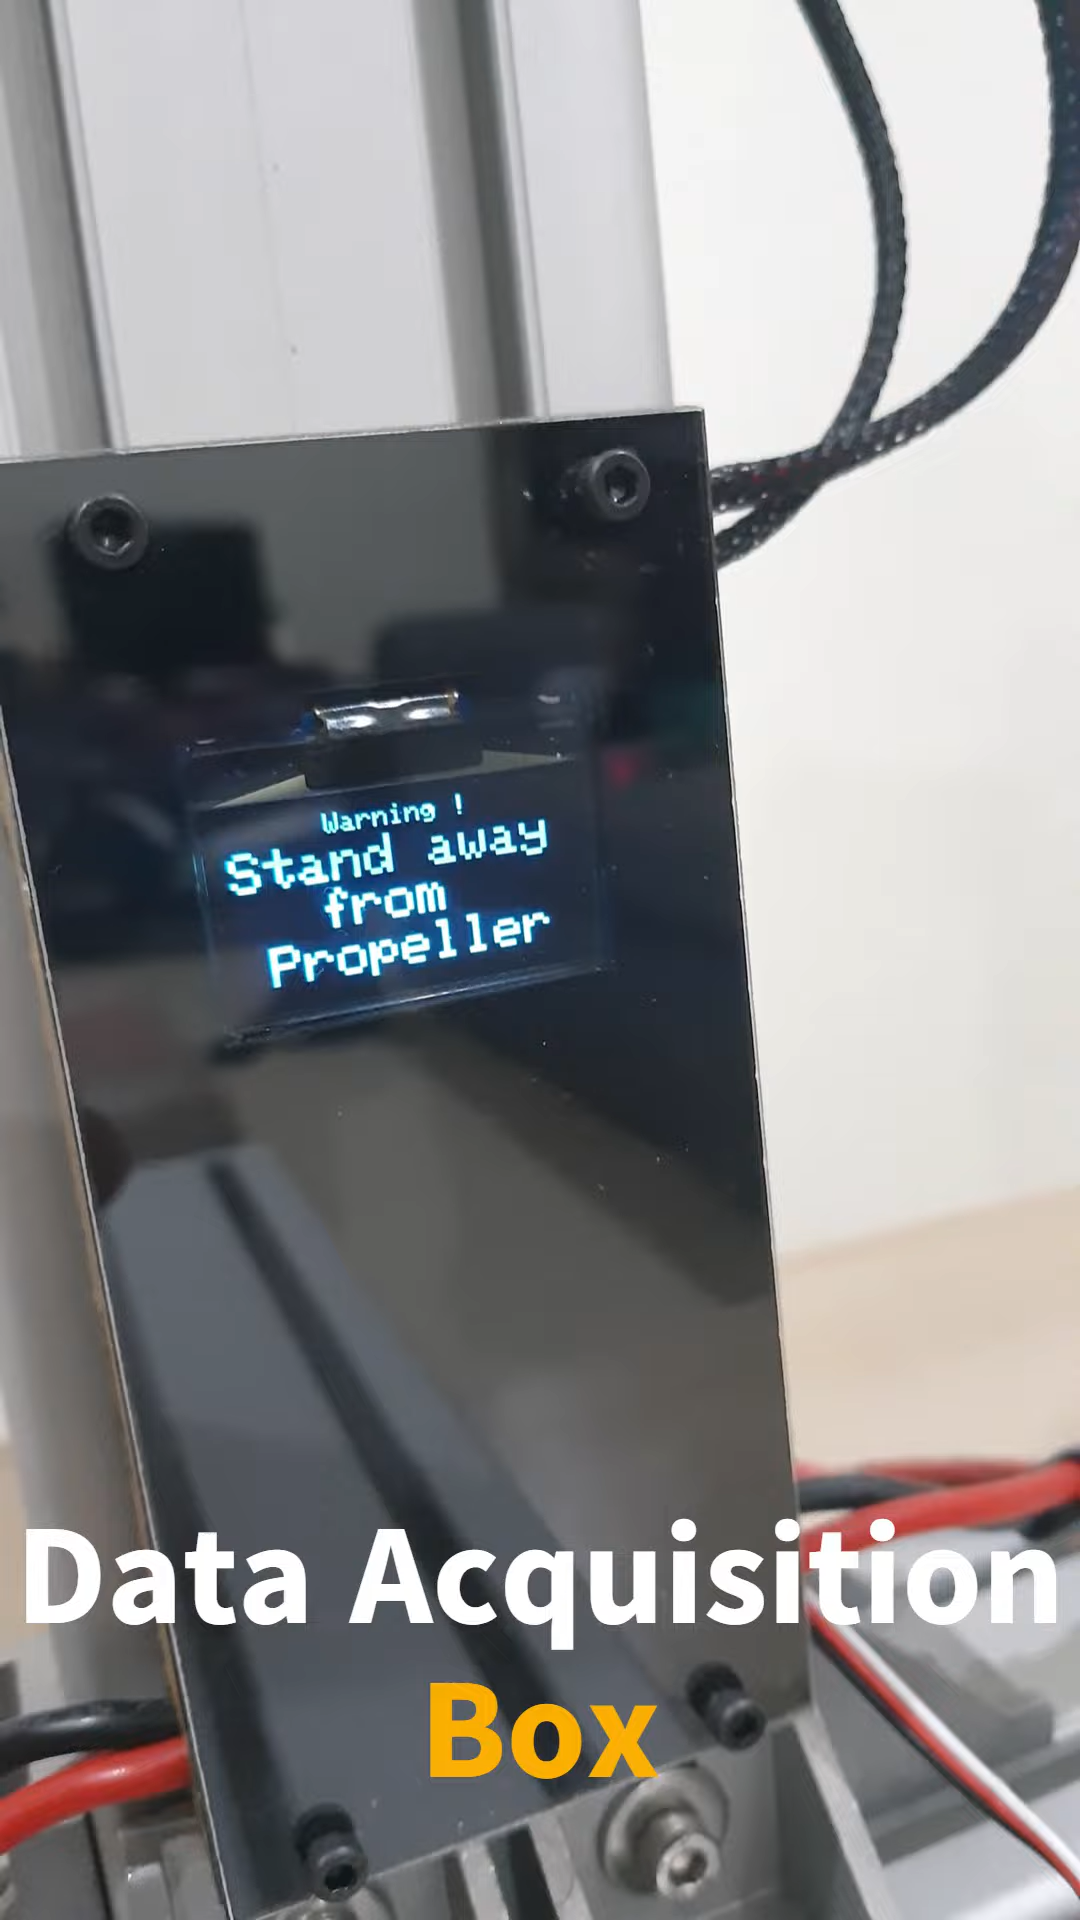 Warning !
Stand away
from
Propeller
Data Acquisition
Box